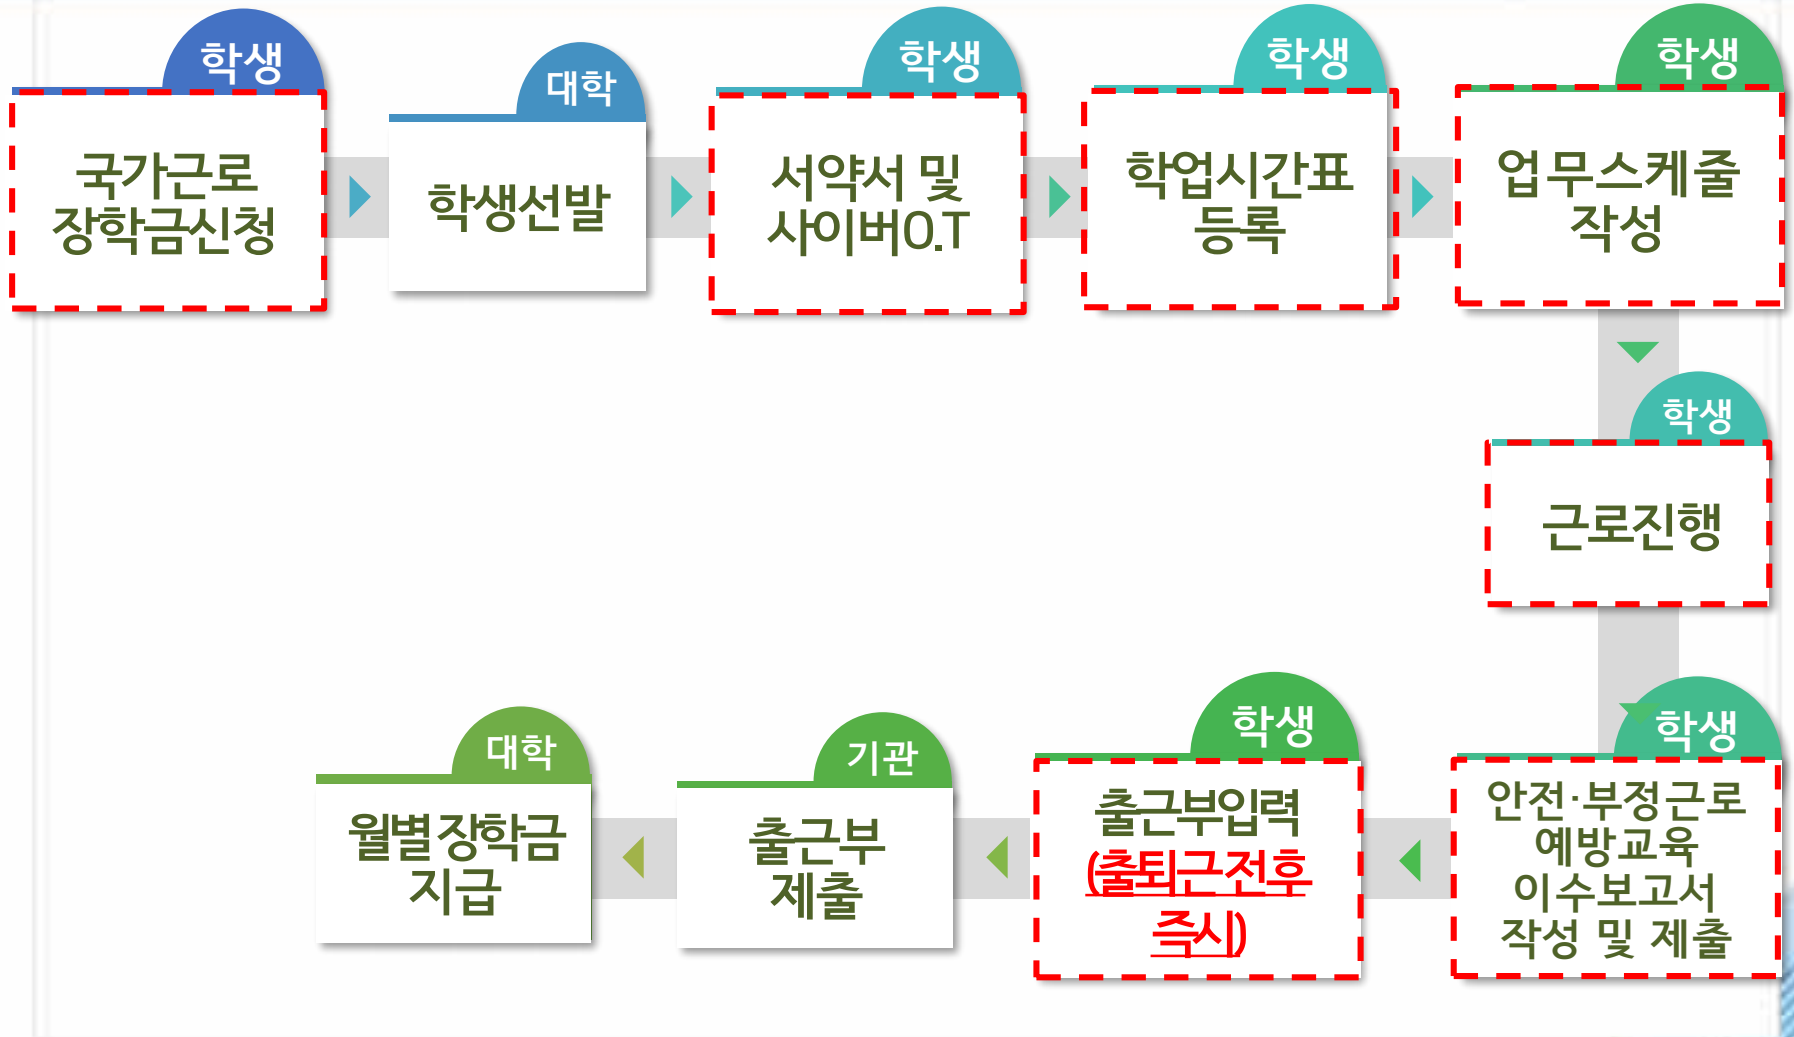 학생
국가근로
장학금신청
대학
학생선발
학생
서약서 및
사이버O.T
학생
학업시간표
등록
학생
업무스케줄
작성
학생
근로진행
학생
안전·부정근로
예방교육
이수보고서
작성 및 제출
학생
출근부입력
(출퇴근전후
즉시)
기관
출근부
제출
대학
월별 장학금
지급